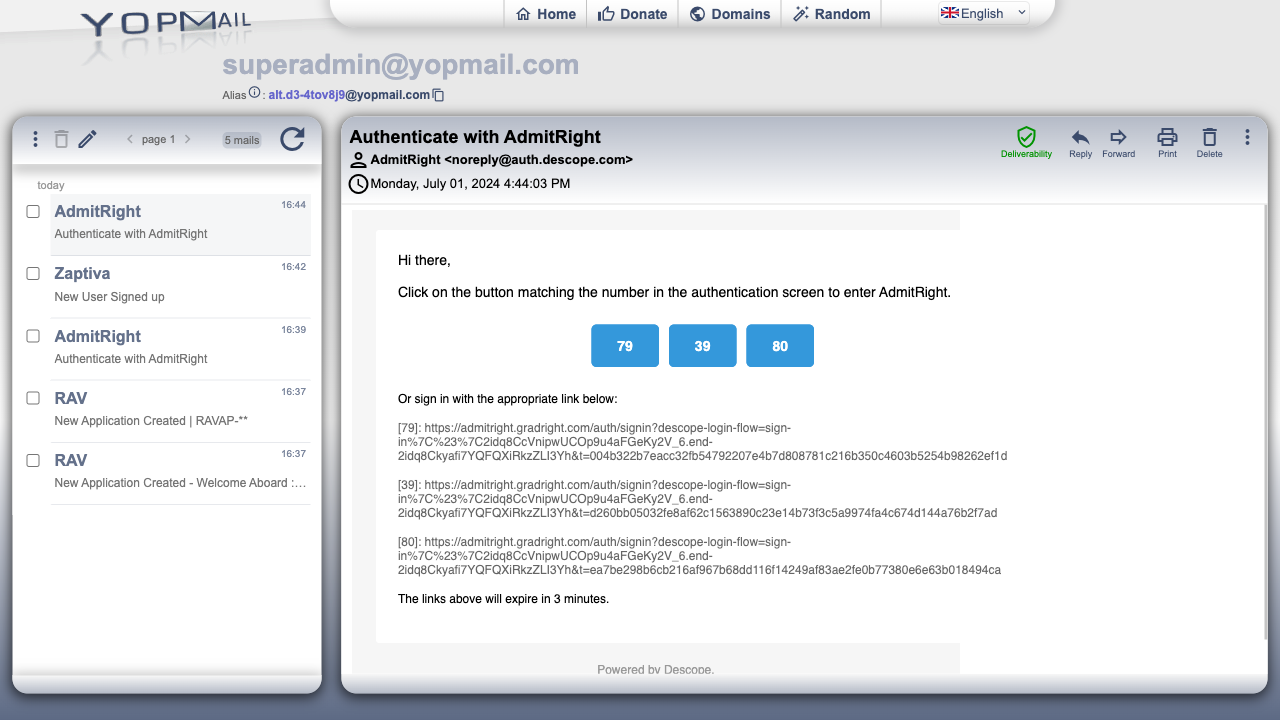 YOPMAIL
Home
Donate
Domains
Random
English
superadmin@yopmail.com
Alias : alt.d3-4tov8j9@yopmail.com
page 1
5 mails
today
AdmitRight 16:44
Authenticate with AdmitRight
Zaptiva 16:42
New User Signed up
AdmitRight 16:39
Authenticate with AdmitRight
RAV 16:37
New Application Created | RAVAP-**
RAV 16:37
New Application Created - Welcome Aboard :…
Authenticate with AdmitRight
AdmitRight <noreply@auth.descope.com>
Monday, July 01, 2024 4:44:03 PM
Deliverability
Reply
Forward
Print
Delete
Hi there,
Click on the button matching the number in the authentication screen to enter AdmitRight.
79 39 80
Or sign in with the appropriate link below:
[79]: https://admitright.gradright.com/auth/signin?descope-login-flow=sign-
in%7C%23%7C2idq8CcVnipwUCOp9u4aFGeKy2V_6.end-
2idq8Ckyafi7YQFQXiRkzZLI3Yh&t=004b322b7eacc32fb54792207e4b7d808781c216b350c4603b5254b98262ef1d
[39]: https://admitright.gradright.com/auth/signin?descope-login-flow=sign-
in%7C%23%7C2idq8CcVnipwUCOp9u4aFGeKy2V_6.end-
2idq8Ckyafi7YQFQXiRkzZLI3Yh&t=d260bb05032fe8af62c1563890c23e14b73f3c5a9974fa4c674d144a76b2f7ad
[80]: https://admitright.gradright.com/auth/signin?descope-login-flow=sign-
in%7C%23%7C2idq8CcVnipwUCOp9u4aFGeKy2V_6.end-
2idq8Ckyafi7YQFQXiRkzZLI3Yh&t=ea7be298b6cb216af967b68dd116f14249af83ae2fe0b77380e6e63b018494ca
The links above will expire in 3 minutes.
Powered by Descope.